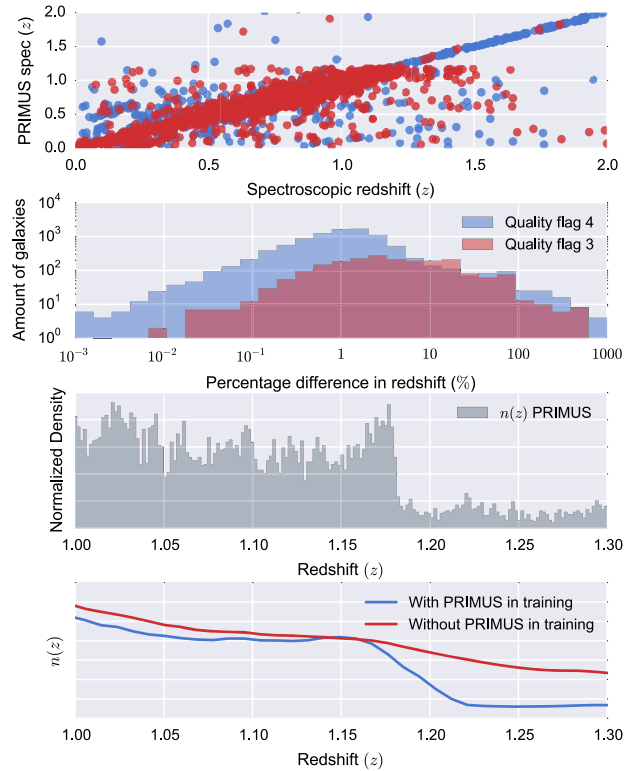 PRIMUS spec (z)
2.0
1.5
1.0
0.5
0.0
0.0 0.5 1.0 1.5 2.0
Spectroscopic redshift (z)
Amount of galaxies
10^4
10^3
10^2
10^1
10^0
Quality flag 4
Quality flag 3
10^-3 10^-2 10^-1 1 10 100 1000
Percentage difference in redshift (%)
Normalized Density
n(z) PRIMUS
1.00 1.05 1.10 1.15 1.20 1.25 1.30
Redshift (z)
n(z)
With PRIMUS in training
Without PRIMUS in training
1.00 1.05 1.10 1.15 1.20 1.25 1.30
Redshift (z)